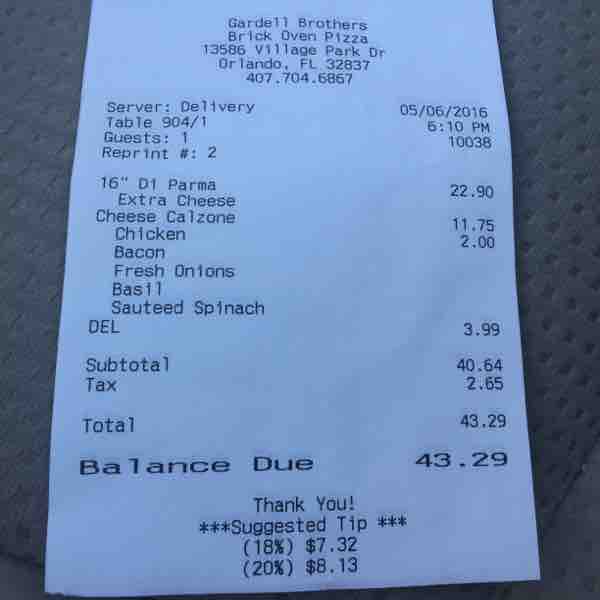 Gardell Brothers
Brick Oven Pizza
13586 Village Park Dr
Orlando, FL 32837
407.704.6867
Server: Delivery 05/06/2016
Table 904/1 6:10 PM
Guests: 1 10038
Reprint #: 2
16" Di Parma 22.90
Extra Cheese
Cheese Calzone 11.75
Chicken 2.00
Bacon
Fresh Onions
Basil
Sauteed Spinach
DEL 3.99
Subtotal 40.64
Tax 2.65
Total 43.29
Balance Due 43.29
Thank You!
***Suggested Tip ***
(18%) $7.32
(20%) $8.13